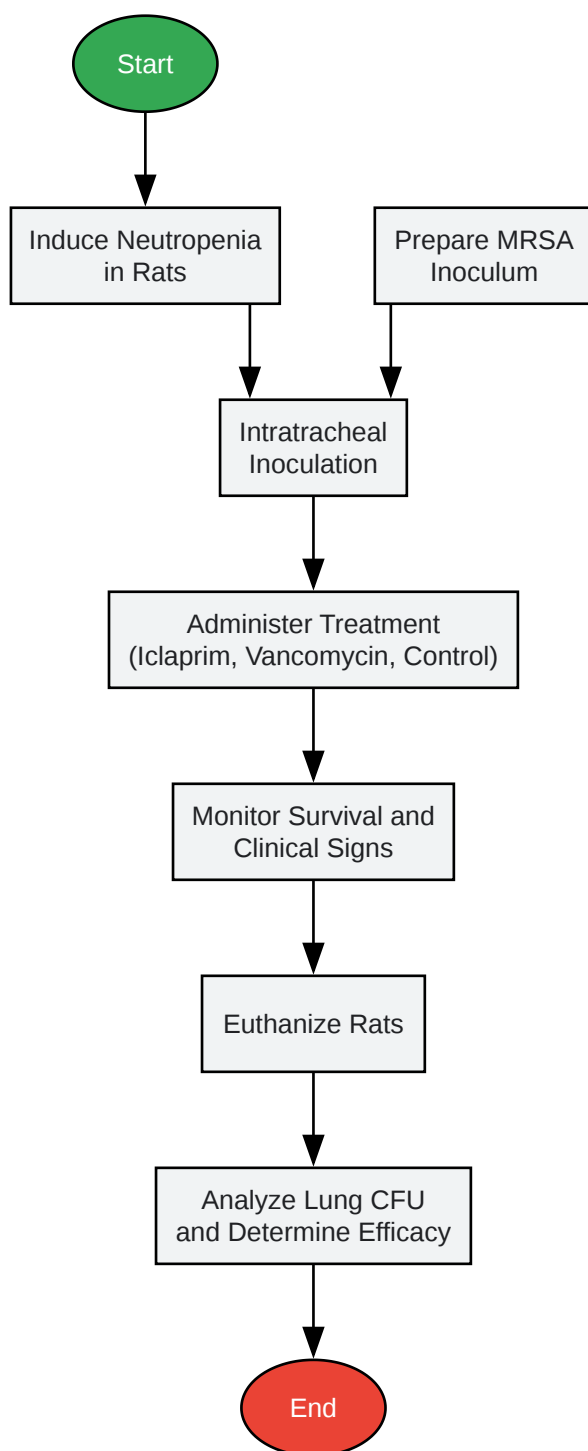 Start
Induce Neutropenia
in Rats
Prepare MRSA
Inoculum
Intratracheal
Inoculation
Administer Treatment
(Iclaprim, Vancomycin, Control)
Monitor Survival and
Clinical Signs
Euthanize Rats
Analyze Lung CFU
and Determine Efficacy
End